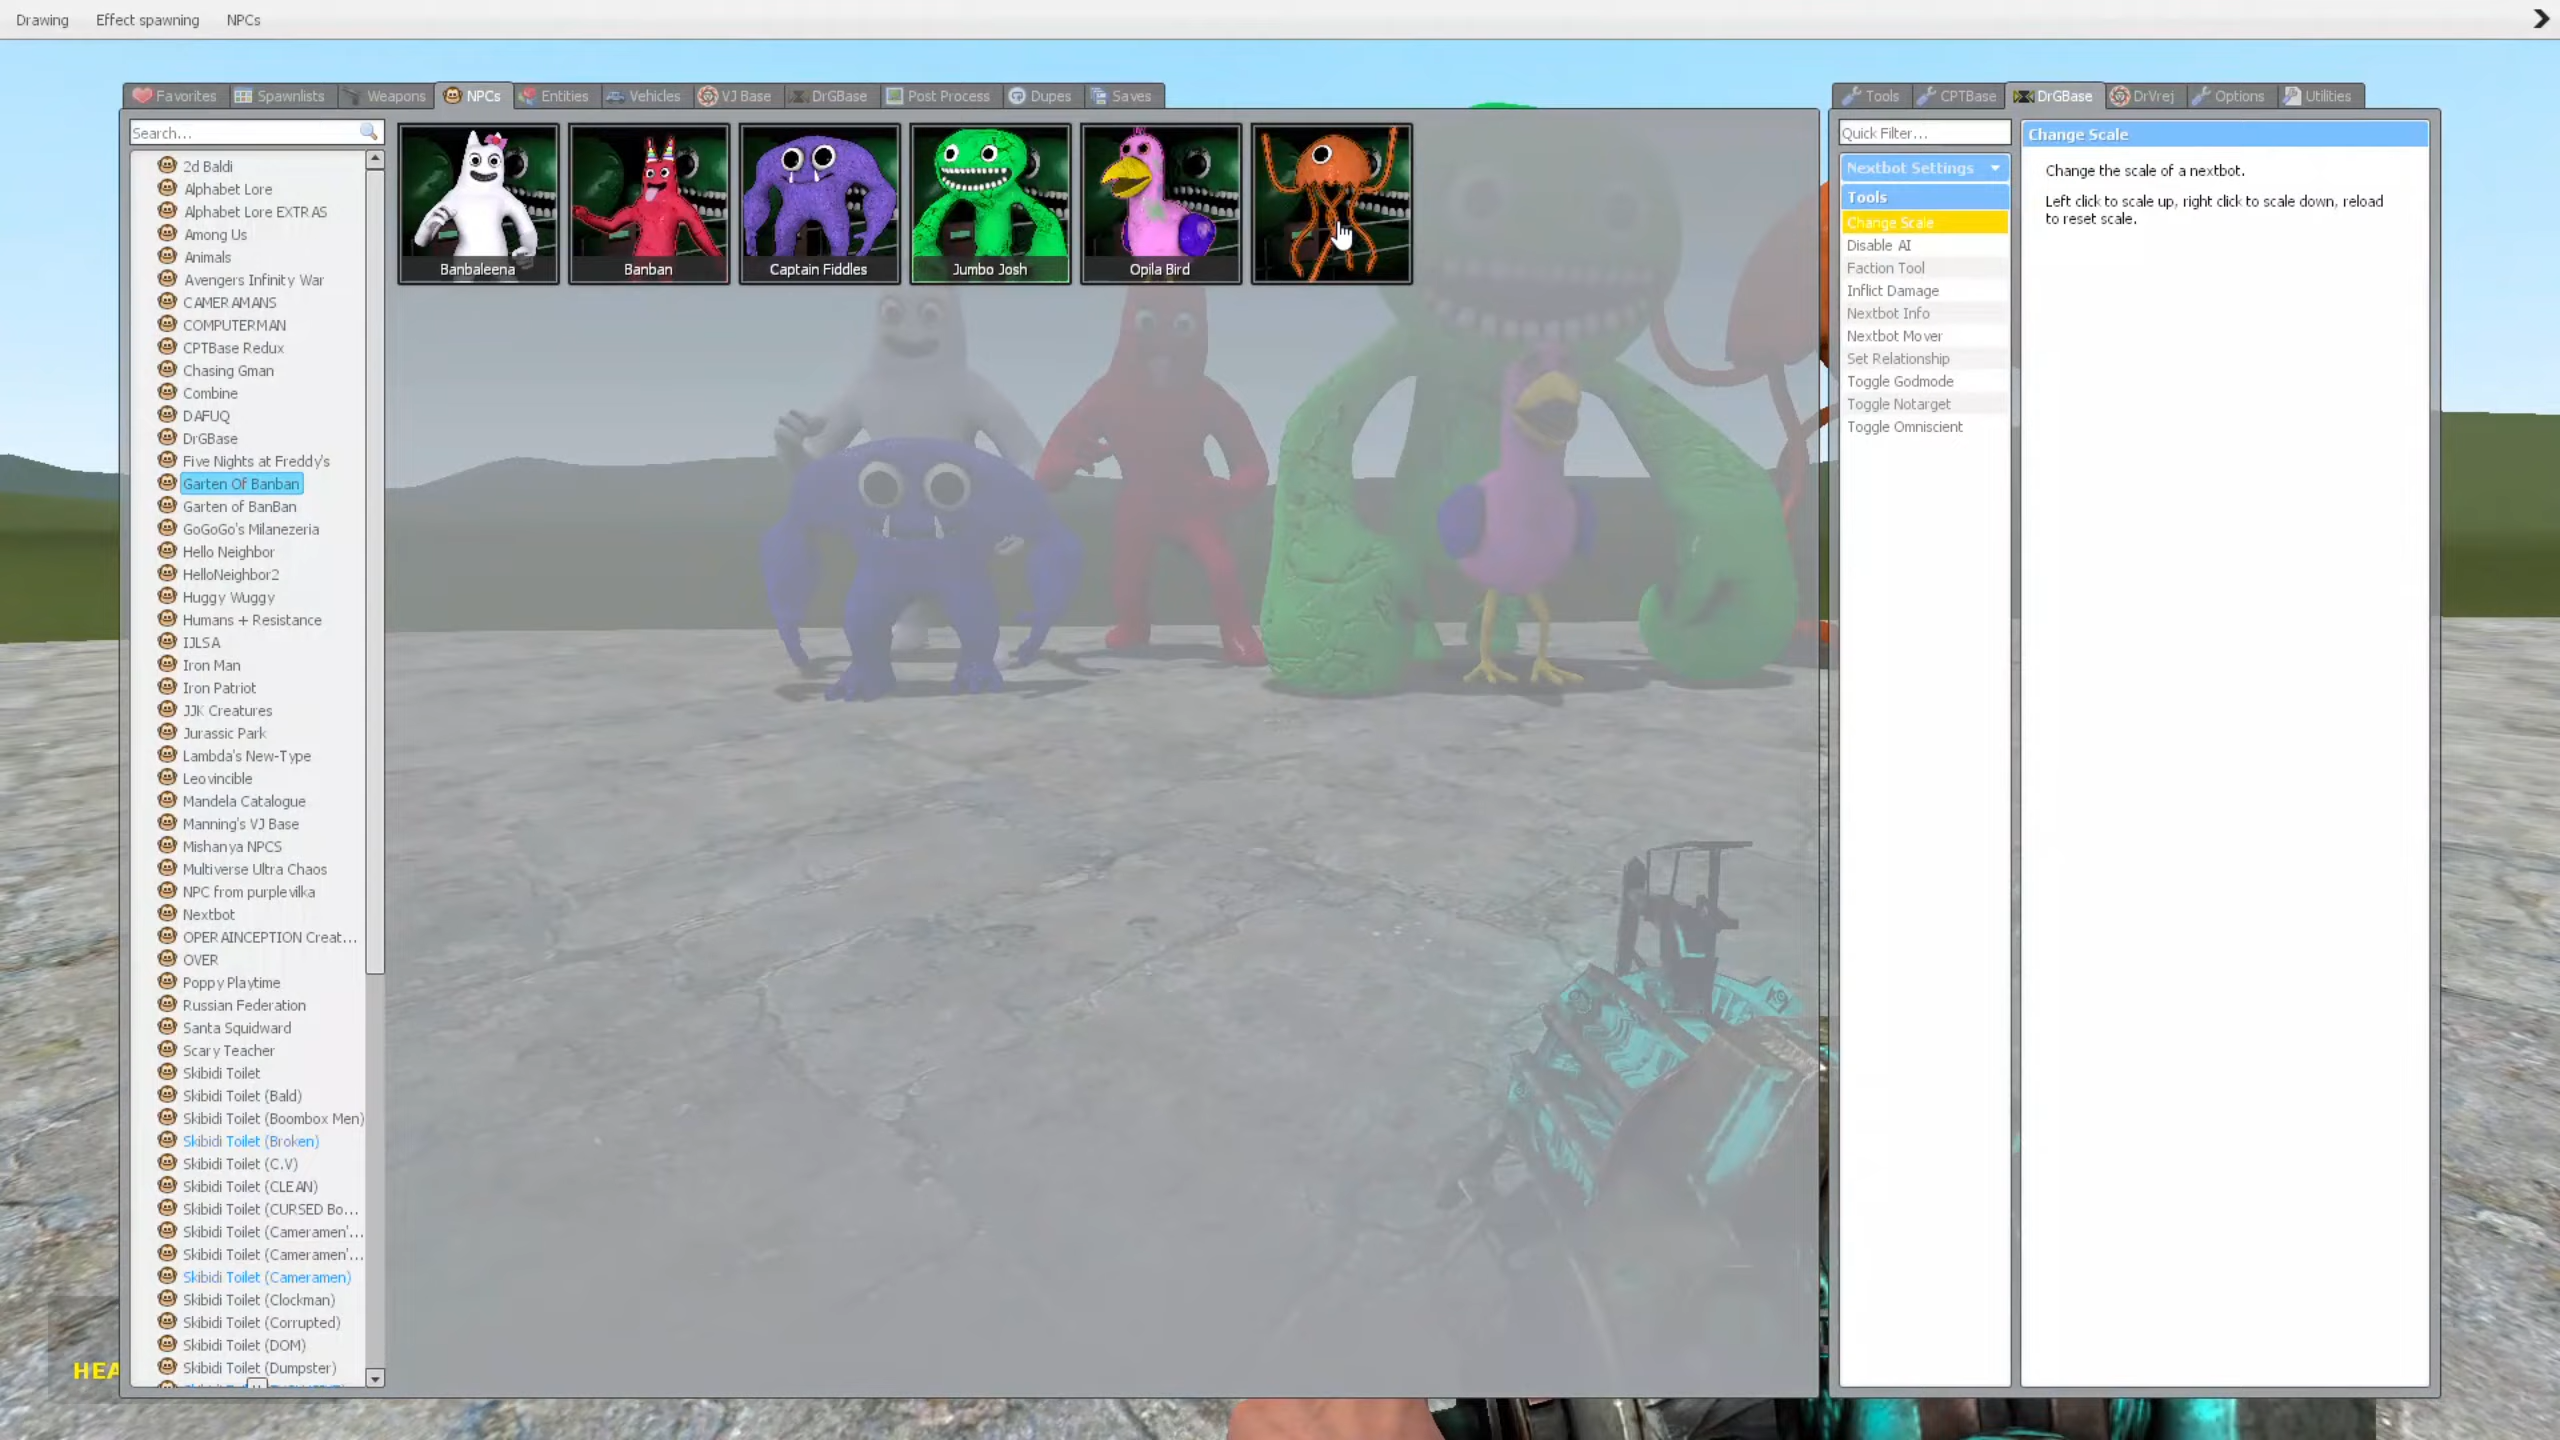 Drawing Effect spawning NPCs
Favorites Spawnlists Weapons NPCs Entities Vehicles VJ Base DrGBase Post Process Dupes Saves
Search...
2d Baldi
Alphabet Lore
Alphabet Lore EXTRAS
Among Us
Animals
Avengers Infinity War
CAMERAMANS
COMPUTERMAN
CPTBase Redux
Chasing Gman
Combine
DAFUQ
DrGBase
Five Nights at Freddy's
Garten Of Banban
Garten of BanBan
GoGoGo's Milanezeria
Hello Neighbor
HelloNeighbor2
Huggy Wuggy
Humans + Resistance
IJLSA
Iron Man
Iron Patriot
JJK Creatures
Jurassic Park
Lambda's New-Type
Leovincible
Mandela Catalogue
Manning's VJ Base
Mishanya NPCS
Multiverse Ultra Chaos
NPC from purplevilka
Nextbot
OPERAINCEPTION Creat...
OVER
Poppy Playtime
Russian Federation
Santa Squidward
Scary Teacher
Skibidi Toilet
Skibidi Toilet (Bald)
Skibidi Toilet (Boombox Men)
Skibidi Toilet (Broken)
Skibidi Toilet (C.V)
Skibidi Toilet (CLEAN)
Skibidi Toilet (CURSED Bo...
Skibidi Toilet (Cameramen'...
Skibidi Toilet (Cameramen'...
Skibidi Toilet (Cameramen)
Skibidi Toilet (Clockman)
Skibidi Toilet (Corrupted)
Skibidi Toilet (DOM)
Skibidi Toilet (Dumpster)
Banbaleena Banban Captain Fiddles Jumbo Josh Opila Bird
Tools CPTBase DrGBase DrVrej Options Utilities
Quick Filter...
Nextbot Settings
Tools
Change Scale
Disable AI
Faction Tool
Inflict Damage
Nextbot Info
Nextbot Mover
Set Relationship
Toggle Godmode
Toggle Notarget
Toggle Omniscient
Change Scale
Change the scale of a nextbot.
Left click to scale up, right click to scale down, reload
to reset scale.
HEA